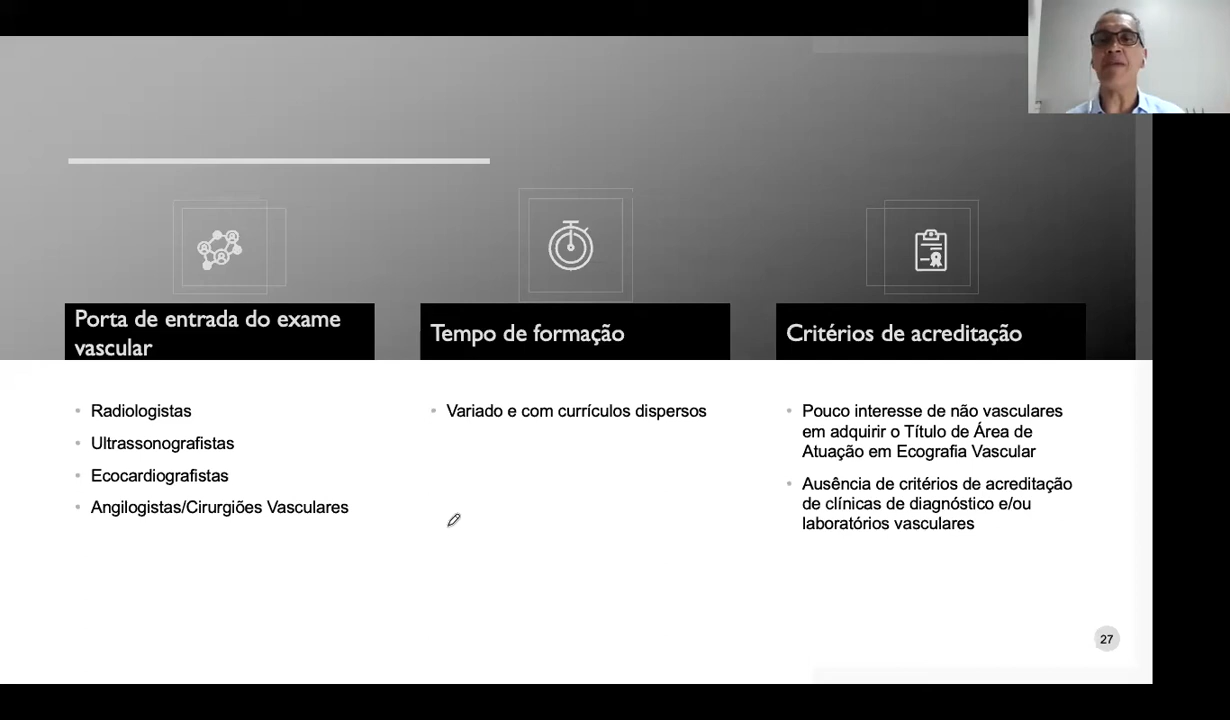 Porta de entrada do exame
vascular
Radiologistas
Ultrassonografistas
Ecocardiografistas
Angilogistas/Cirurgiões Vasculares
Tempo de formação
Variado e com currículos dispersos
Critérios de acreditação
Pouco interesse de não vasculares
em adquirir o Título de Área de
Atuação em Ecografia Vascular
Ausência de critérios de acreditação
de clínicas de diagnóstico e/ou
laboratórios vasculares
27